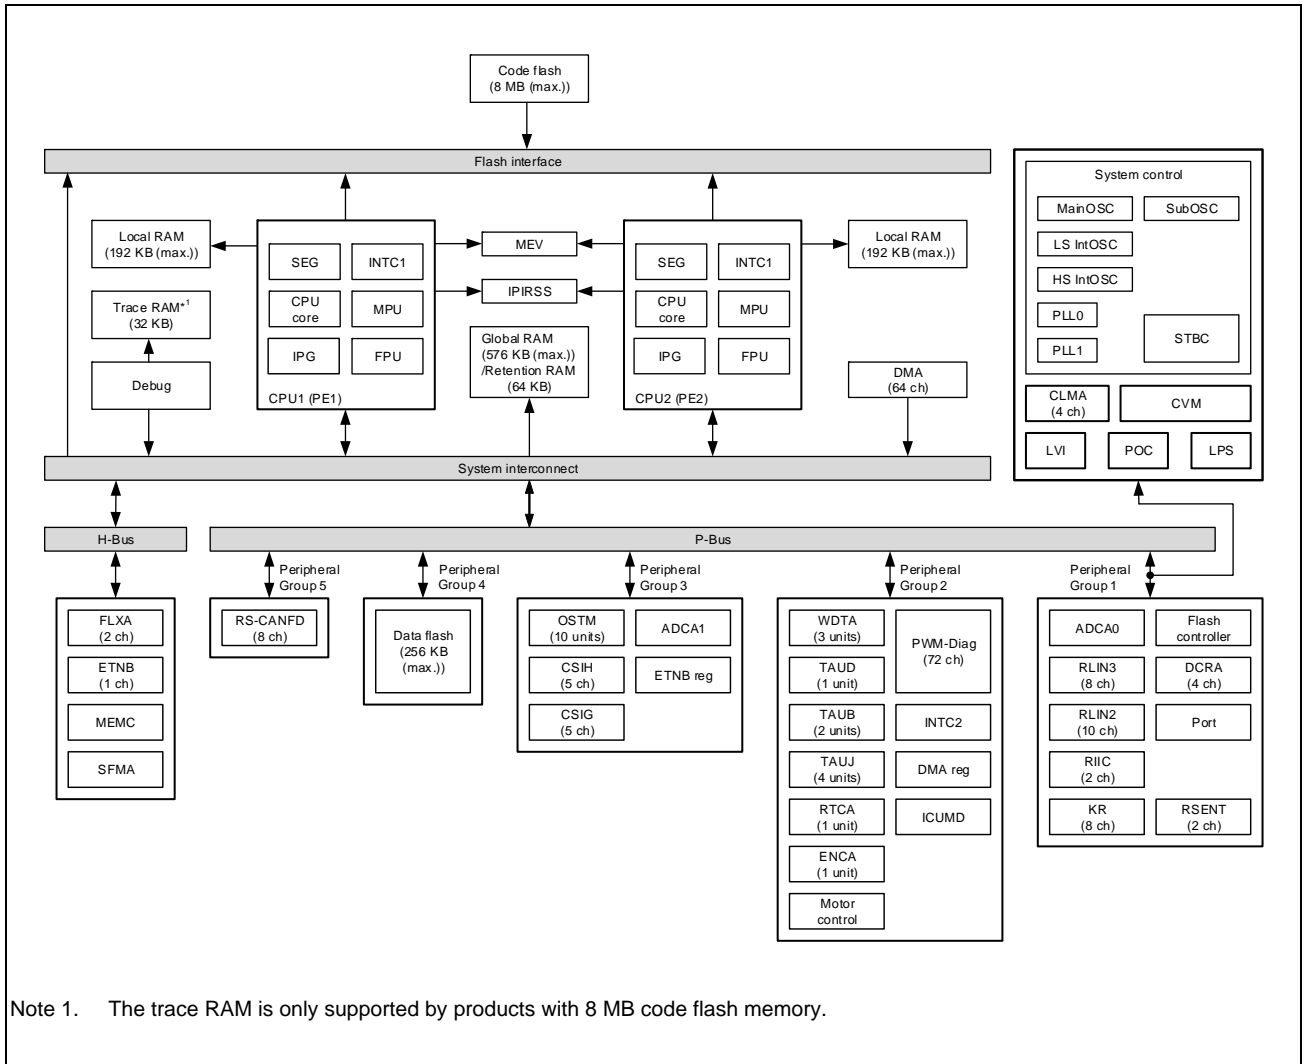 Code flash
(8 MB (max.))
Flash interface
Local RAM
(192 KB (max.))
Trace RAM*1
(32 KB)
Debug
SEG
INTC1
CPU
core
MPU
IPG
FPU
CPU1 (PE1)
MEV
IPIRSS
Global RAM
(576 KB (max.))
/Retention RAM
(64 KB)
SEG
INTC1
CPU
core
MPU
IPG
FPU
CPU2 (PE2)
Local RAM
(192 KB (max.))
DMA
(64 ch)
System control
MainOSC
SubOSC
LS IntOSC
HS IntOSC
PLL0
PLL1
STBC
CLMA
(4 ch)
CVM
LVI
POC
LPS
System interconnect
H-Bus
P-Bus
FLXA
(2 ch)
ETNB
(1 ch)
MEMC
SFMA
Peripheral
Group 5
RS-CANFD
(8 ch)
Peripheral
Group 4
Data flash
(256 KB
(max.))
Peripheral
Group 3
OSTM
(10 units)
ADCA1
CSIH
(5 ch)
ETNB reg
CSIG
(5 ch)
Peripheral
Group 2
WDTA
(3 units)
PWM-Diag
(72 ch)
TAUD
(1 unit)
TAUB
(2 units)
INTC2
TAUJ
(4 units)
DMA reg
RTCA
(1 unit)
ICUMD
ENCA
(1 unit)
Motor
control
Peripheral
Group 1
ADCA0
Flash
controller
RLIN3
(8 ch)
DCRA
(4 ch)
RLIN2
(10 ch)
Port
RIIC
(2 ch)
KR
(8 ch)
RSENT
(2 ch)
Note 1. The trace RAM is only supported by products with 8 MB code flash memory.